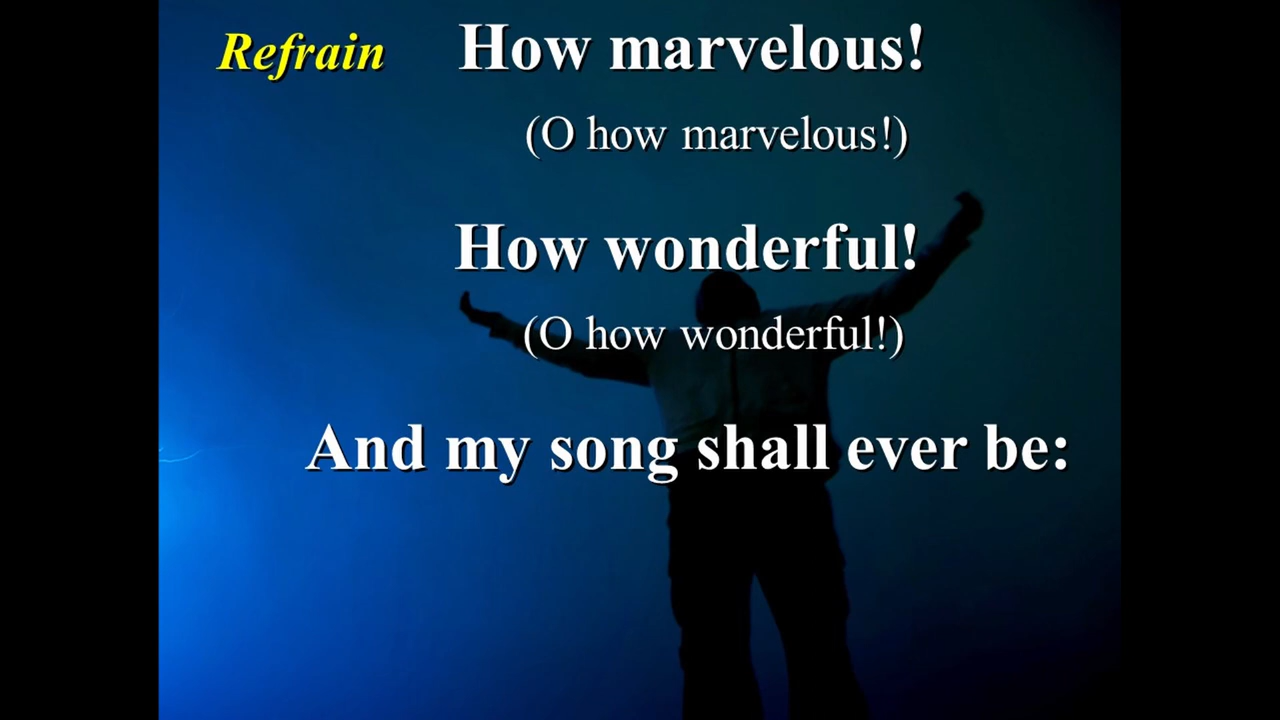 Refrain How marvelous!
(O how marvelous!)
How wonderful!
(O how wonderful!)
And my song shall ever be: